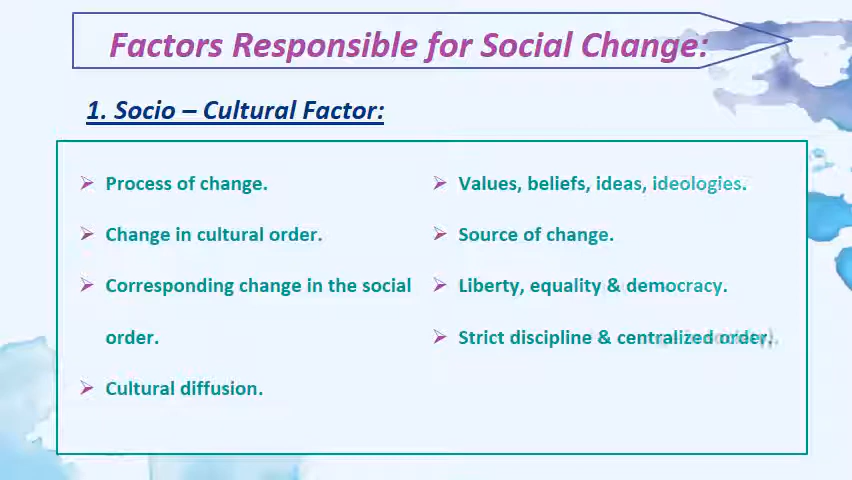 Factors Responsible for Social Change:
1. Socio – Cultural Factor:
Process of change.
Change in cultural order.
Corresponding change in the social
order.
Cultural diffusion.
Values, beliefs, ideas, ideologies.
Source of change.
Liberty, equality & democracy.
Strict discipline & centralized order.